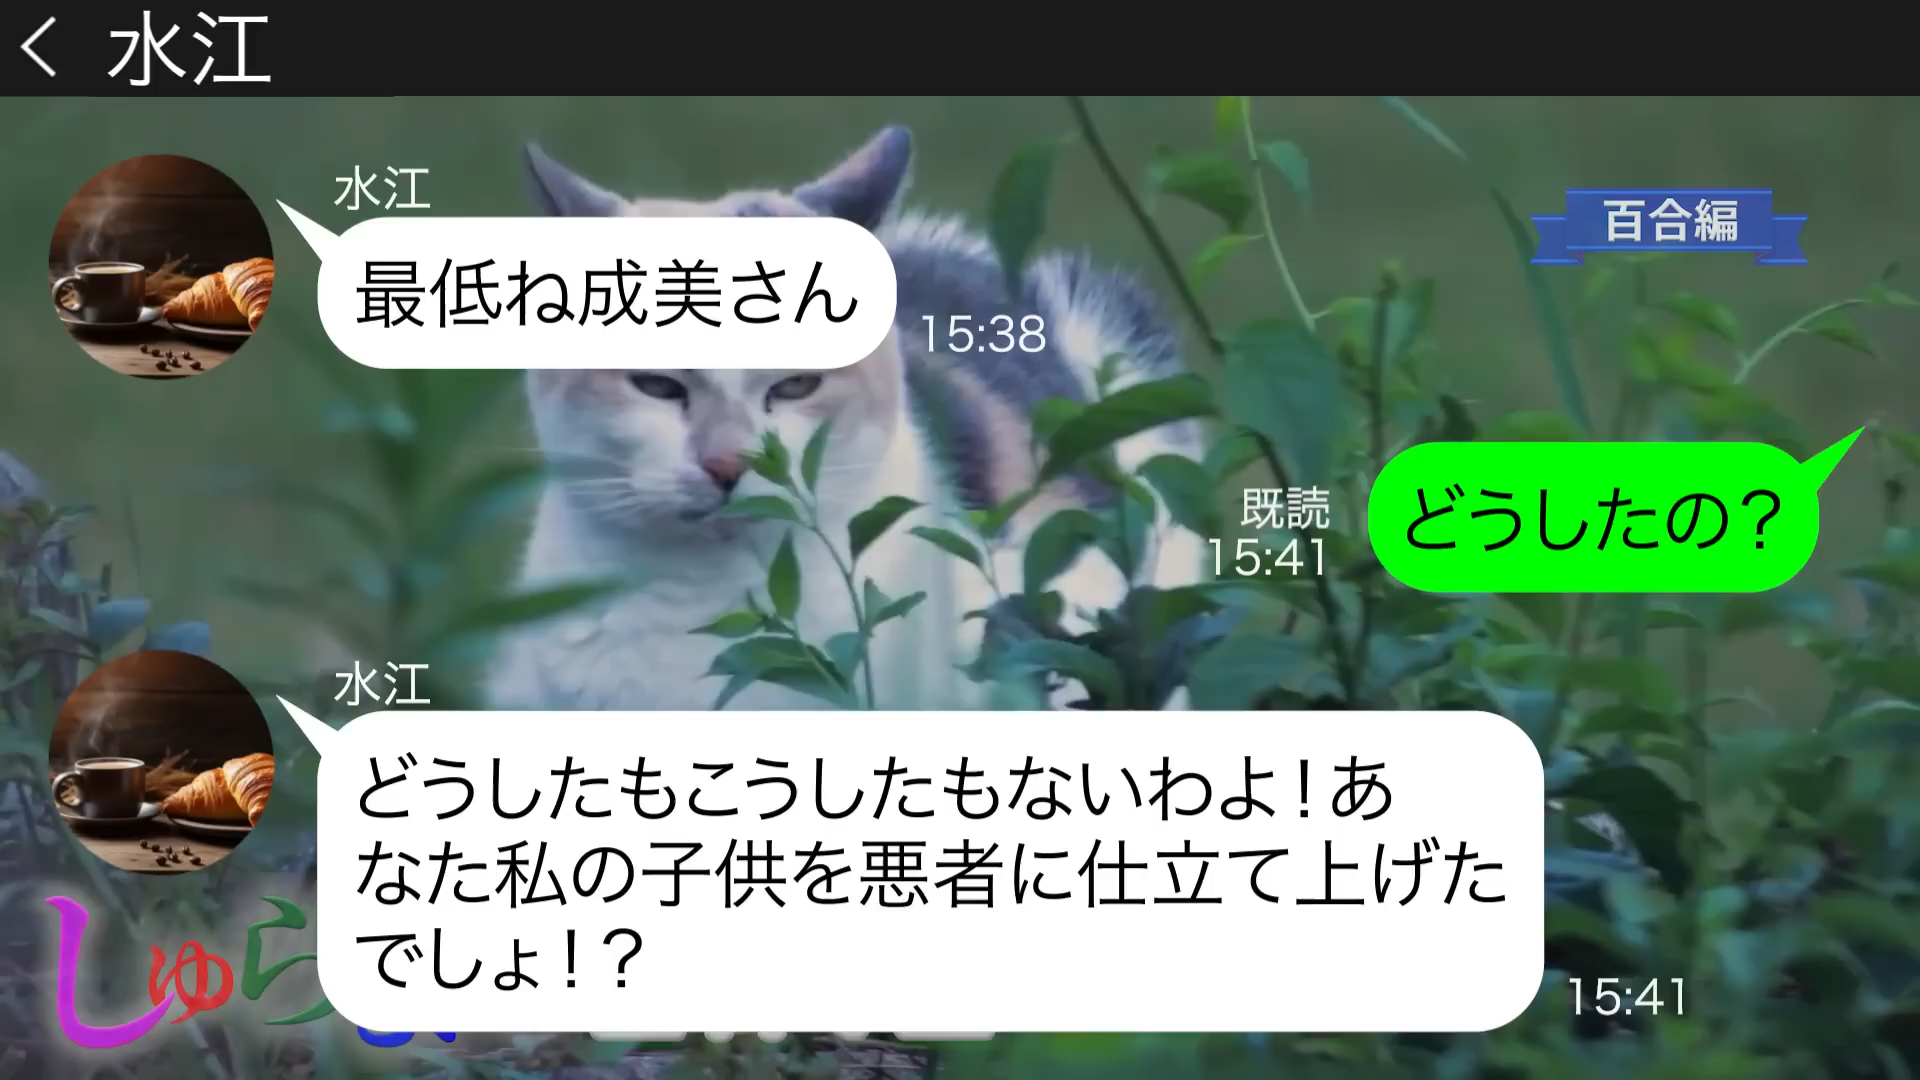 水江
水江
百合編
最低ね成美さん
15:38
既読
どうしたの？
15:41
水江
どうしたもこうしたもないわよ！あ
なた私の子供を悪者に仕立て上げた
でしょ！？
15:41
しゅら